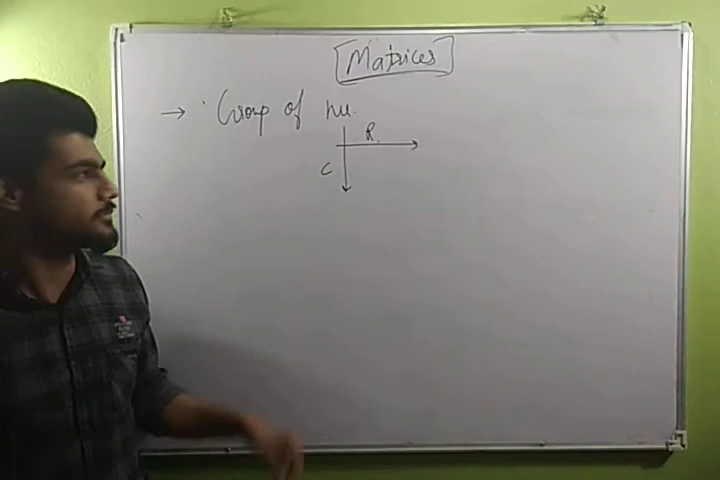 [Matrices]
→ Group of nu.
R.
C